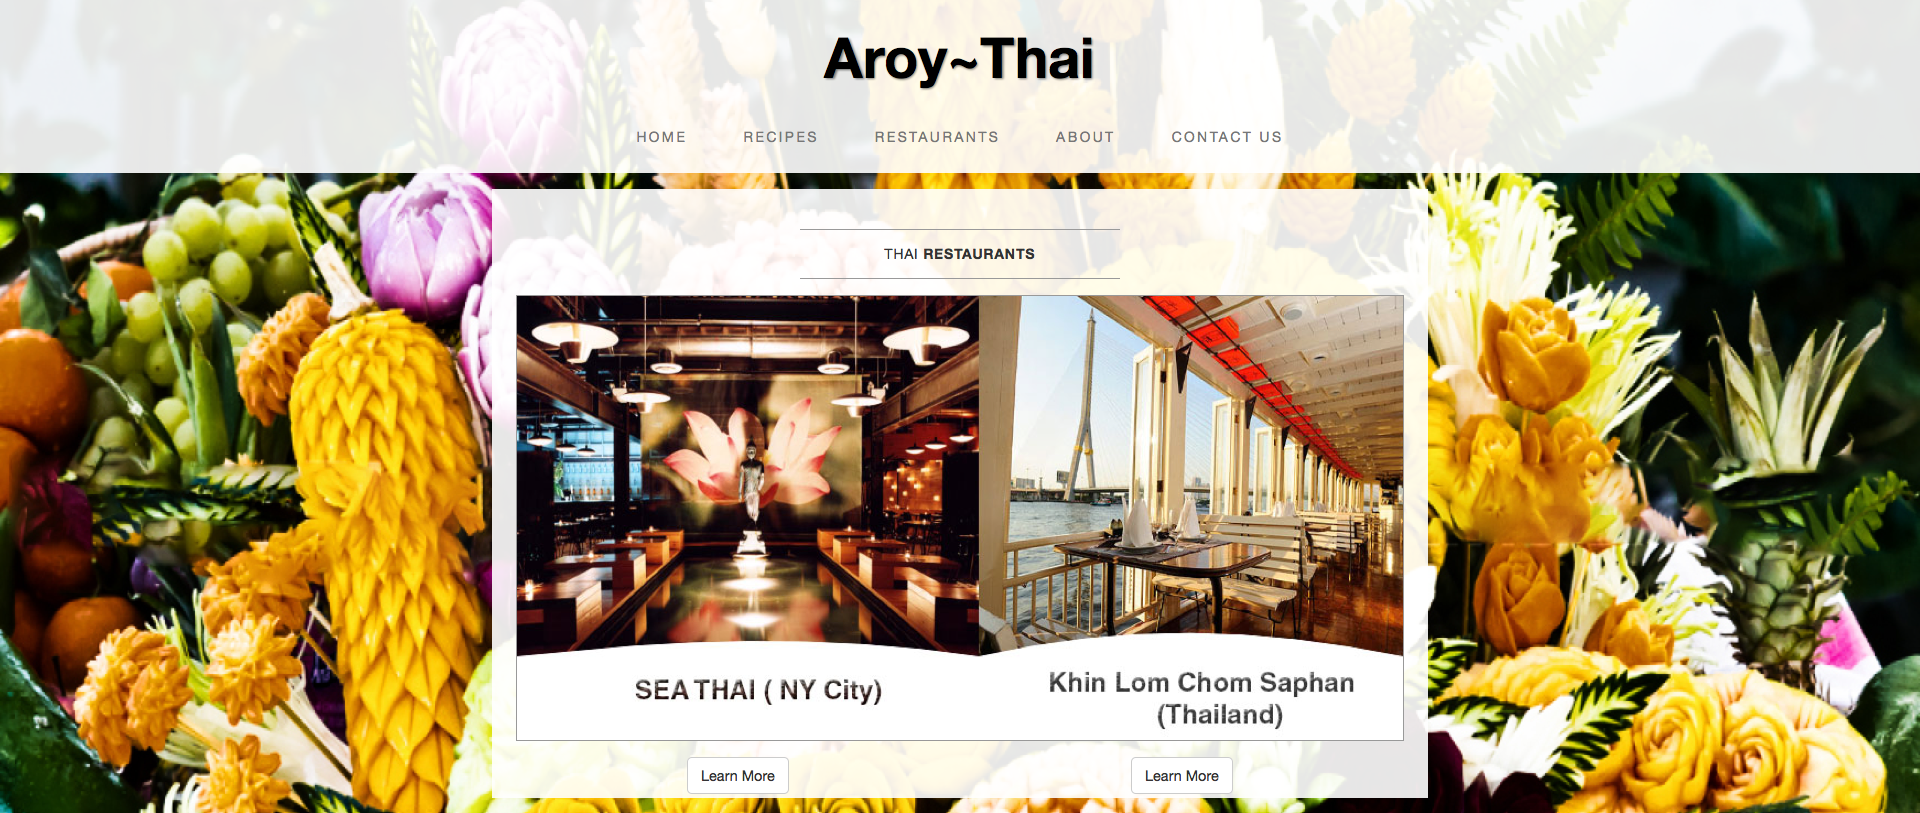 Aroy~Thai
HOME RECIPES RESTAURANTS ABOUT CONTACT US
THAI RESTAURANTS
SEA THAI ( NY City)
Khin Lom Chom Saphan
(Thailand)
Learn More
Learn More